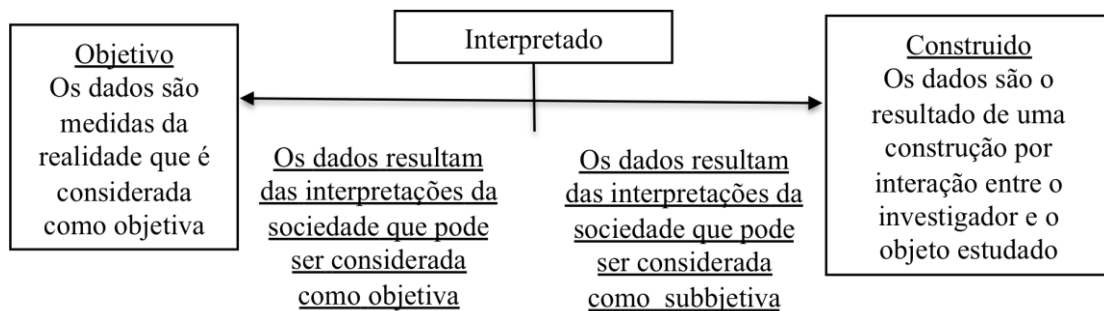 Objetivo
Os dados são
medidas da
realidade que é
considerada
como objetiva
Interpretado
Os dados resultam
das interpretações da
sociedade que pode
ser considerada
como objetiva
Os dados resultam
das interpretações da
sociedade que pode
ser considerada
como subbjetiva
Construido
Os dados são o
resultado de uma
construção por
interação entre o
investigador e o
objeto estudado